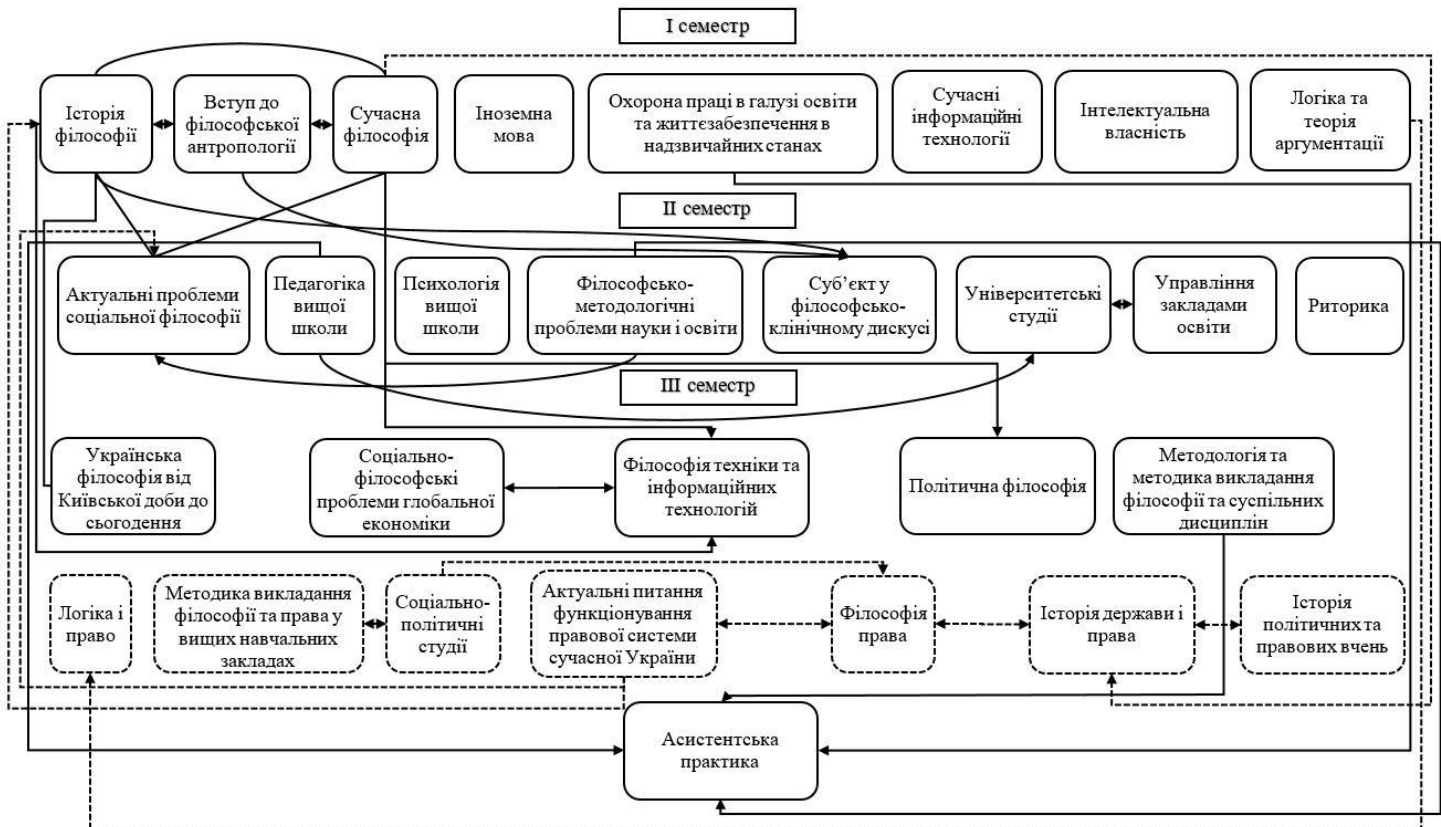 І семестр
Історія
філософії
Вступ до
філософської
антропології
Сучасна
філософія
Іноземна
мова
Охорона праці в галузі освіти
та життєзабезпечення в
надзвичайних станах
Сучасні
інформаційні
технології
Інтелектуальна
власність
Логіка та
теорія
аргументації
ІІ семестр
Актуальні проблеми
соціальної філософії
Педагогіка
вищої
школи
Психологія
вищої
школи
Філософсько-
методологічні
проблеми науки і освіти
Суб’єкт у
філософсько-
клінічному дискусі
Університетські
студії
Управління
закладами
освіти
Риторика
ІІІ семестр
Українська
філософія від
Київської доби до
сьогодення
Соціально-
філософські
проблеми глобальної
економіки
Філософія техніки та
інформаційних
технологій
Політична філософія
Методологія та
методика викладання
філософії та суспільних
дисциплін
Логіка і
право
Методика викладання
філософії та права у
вищих навчальних
закладах
Соціально-
політичні
студії
Актуальні питання
функціонування
правової системи
сучасної України
Філософія
права
Історія держави і
права
Історія
політичних та
правових вчень
Асистентська
практика